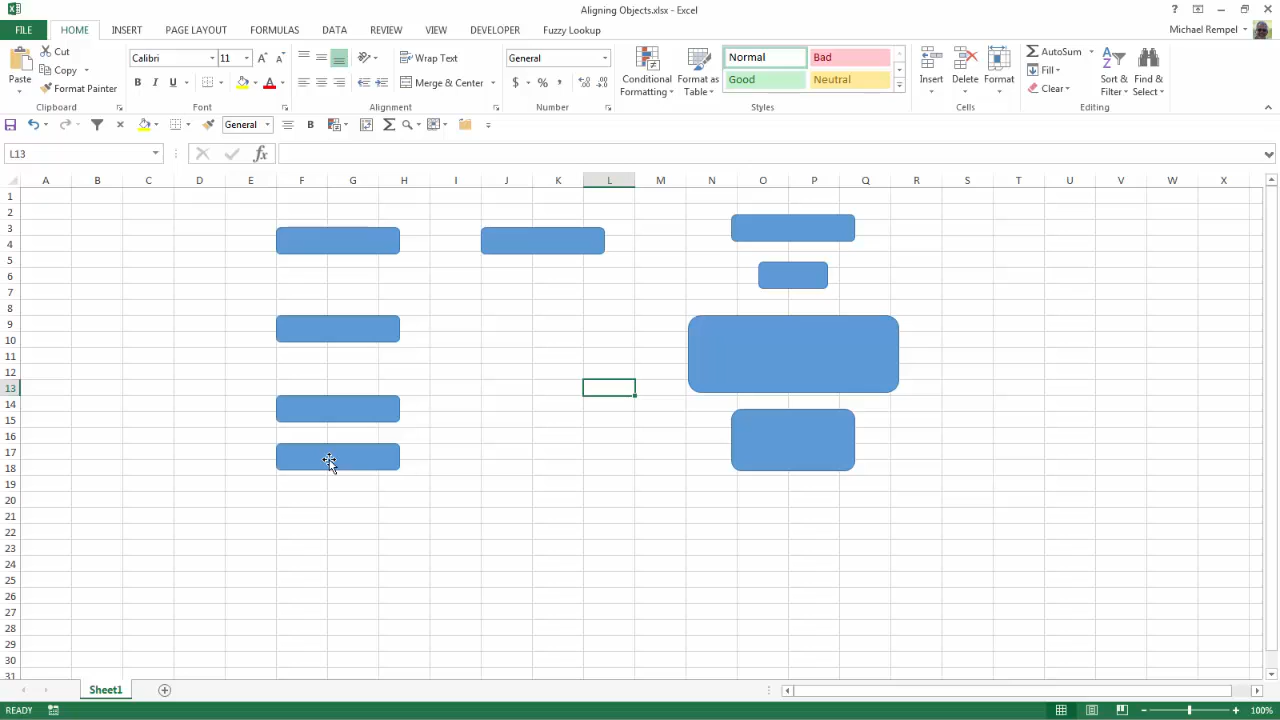 Aligning Objects.xlsx - Excel
FILE HOME INSERT PAGE LAYOUT FORMULAS DATA REVIEW VIEW DEVELOPER Fuzzy Lookup Michael Rempel
Paste
Cut
Copy
Format Painter
Clipboard
Calibri 11
B I U
Font
Wrap Text
Merge & Center
Alignment
General
$ % ,
Number
Conditional
Formatting
Format as
Table
Normal Bad
Good Neutral
Styles
Insert Delete Format
Cells
AutoSum
Fill
Clear
Sort &
Filter
Find &
Select
Editing
General B
L13 fx
A B C D E F G H I J K L M N O P Q R S T U V W X
1
2
3
4
5
6
7
8
9
10
11
12
13
14
15
16
17
18
19
20
21
22
23
24
25
26
27
28
29
30
31
Sheet1
READY 100%